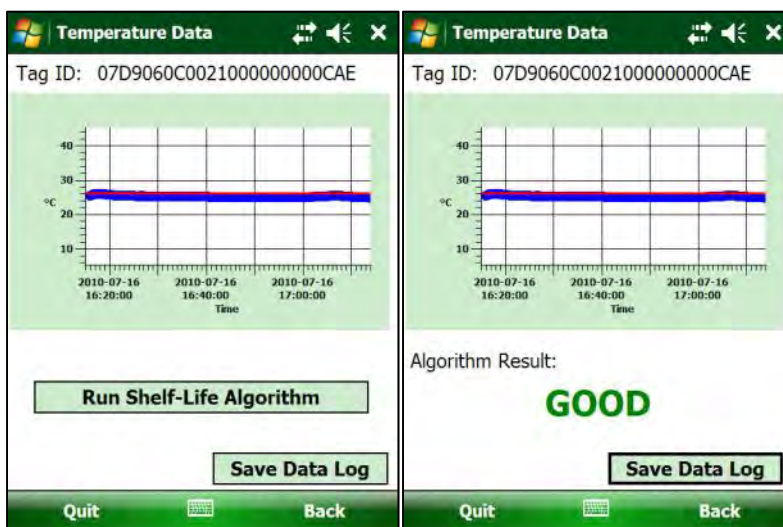 Temperature Data
Tag ID: 07D9060C0021000000000CAE
40
30
°C
20
10
2010-07-16 2010-07-16 2010-07-16
16:20:00 16:40:00 17:00:00
Time
Run Shelf-Life Algorithm
Save Data Log
Quit Back
Temperature Data
Tag ID: 07D9060C0021000000000CAE
40
30
°C
20
10
2010-07-16 2010-07-16 2010-07-16
16:20:00 16:40:00 17:00:00
Time
Algorithm Result:
GOOD
Save Data Log
Quit Back